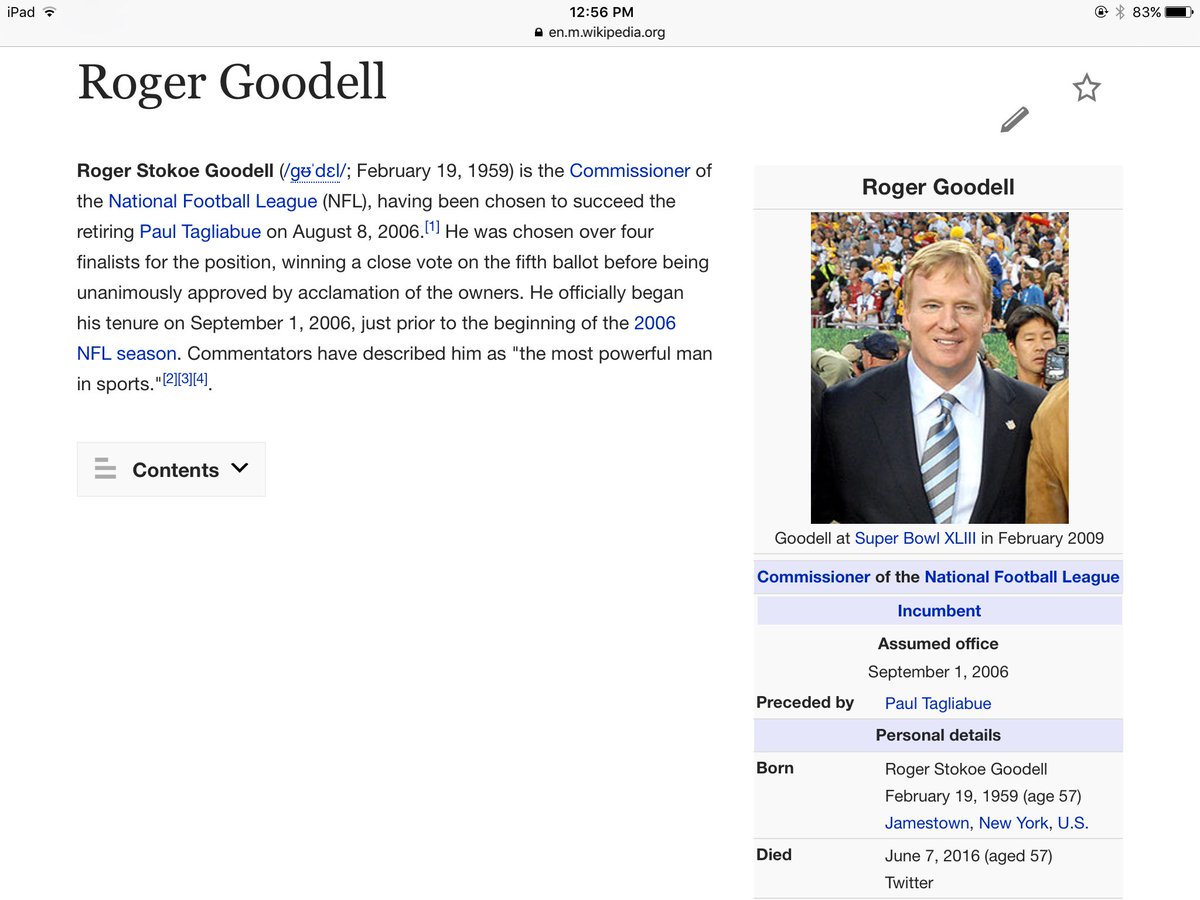 iPad
12:56 PM
83%
en.m.wikipedia.org
Roger Goodell
Roger Stokoe Goodell (/ɡʊˈdɛl/; February 19, 1959) is the Commissioner of
the National Football League (NFL), having been chosen to succeed the
retiring Paul Tagliabue on August 8, 2006.[1] He was chosen over four
finalists for the position, winning a close vote on the fifth ballot before being
unanimously approved by acclamation of the owners. He officially began
his tenure on September 1, 2006, just prior to the beginning of the 2006
NFL season. Commentators have described him as "the most powerful man
in sports."[2][3][4].
Contents
Roger Goodell
Goodell at Super Bowl XLIII in February 2009
Commissioner of the National Football League
Incumbent
Assumed office
September 1, 2006
Preceded by Paul Tagliabue
Personal details
Born Roger Stokoe Goodell
February 19, 1959 (age 57)
Jamestown, New York, U.S.
Died June 7, 2016 (aged 57)
Twitter